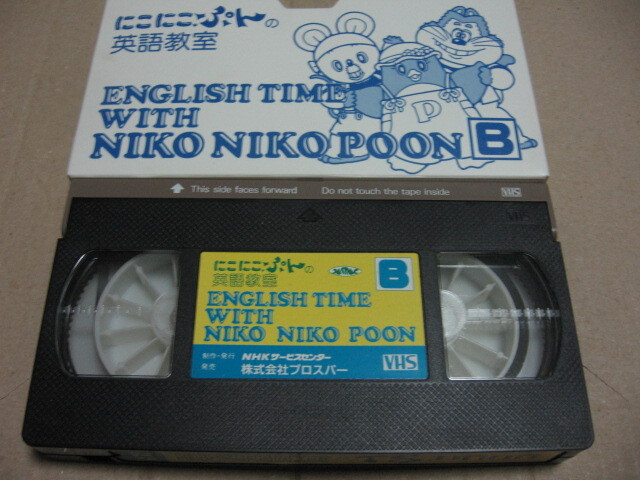 にこにこ、ぷんの
英語教室
ENGLISH TIME
WITH
NIKO NIKO POON B
P
This side faces forward Do not touch the tape inside VHS
VHS
にこにこ、ぷんの
英語教室 B
ENGLISH TIME
WITH
NIKO NIKO POON
制作・発行 NHKサービスセンター
発売 株式会社プロスパー VHS